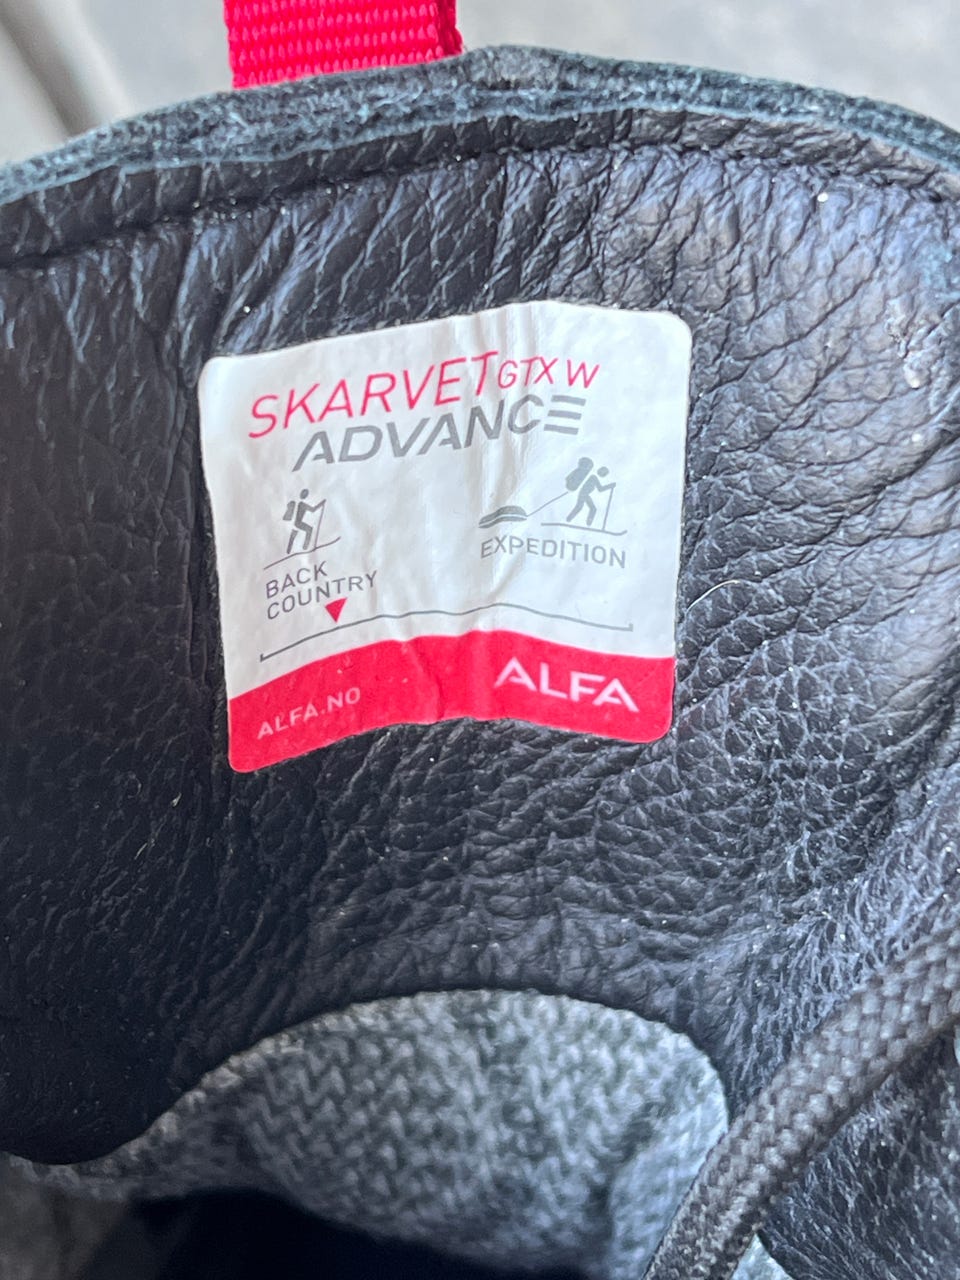 SKARVET GTX W
ADVANCE
BACK
COUNTRY
EXPEDITION
ALFA.NO
ALFA